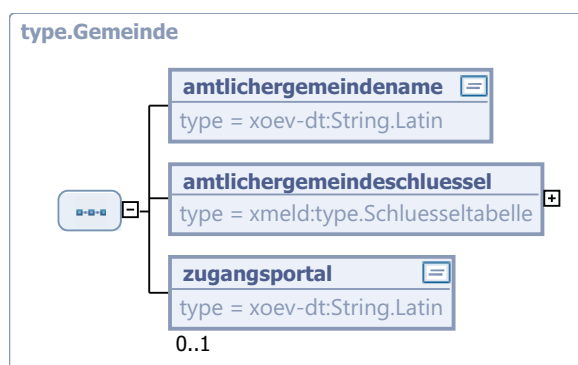 type.Gemeinde
amtlichergemeindename
type = xoev-dt:String.Latin
amtlichergemeindeschluessel
type = xmeld:type.Schluesseltabelle
zugangsportal
type = xoev-dt:String.Latin
0..1